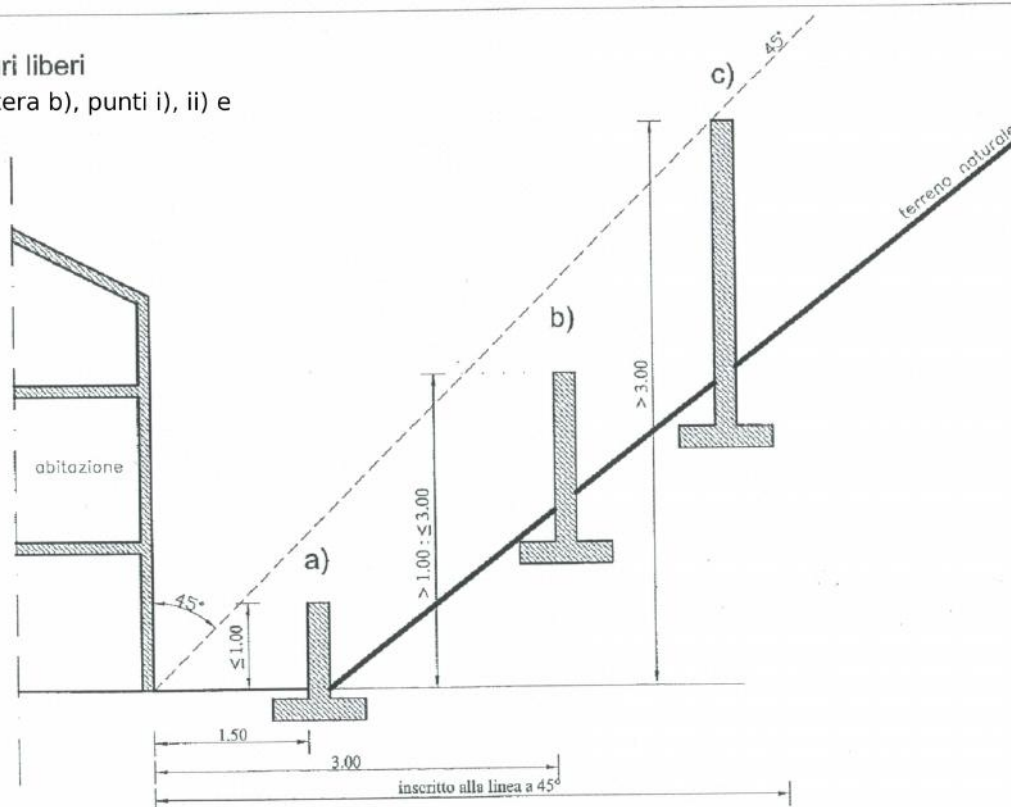 ri liberi
era b), punti i), ii) e
45°
c)
terreno naturale
b)
> 3.00
abitazione
> 1.00 : ≤ 3.00
a)
45°
≤ 1.00
1.50
3.00
inscritto alla linea a 45°